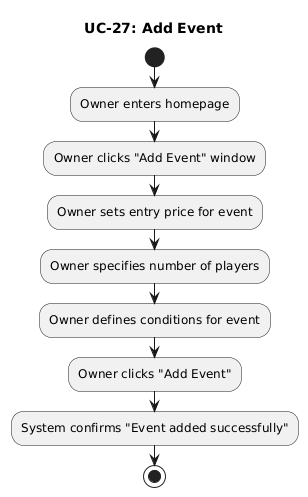 UC-27: Add Event
Owner enters homepage
Owner clicks "Add Event" window
Owner sets entry price for event
Owner specifies number of players
Owner defines conditions for event
Owner clicks "Add Event"
System confirms "Event added successfully"